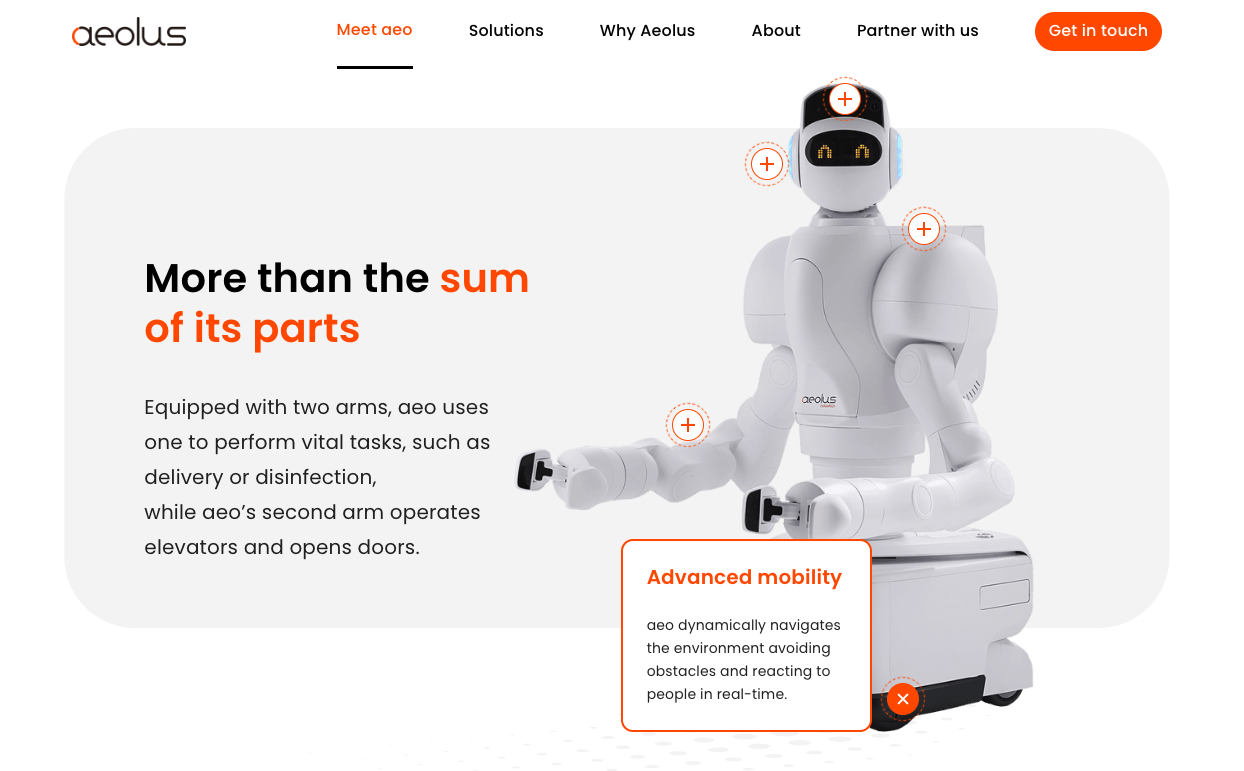 aeolus
Meet aeo
Solutions
Why Aeolus
About
Partner with us
Get in touch
More than the sum
of its parts
Equipped with two arms, aeo uses
one to perform vital tasks, such as
delivery or disinfection,
while aeo’s second arm operates
elevators and opens doors.
aeolus
Advanced mobility
aeo dynamically navigates
the environment avoiding
obstacles and reacting to
people in real-time.